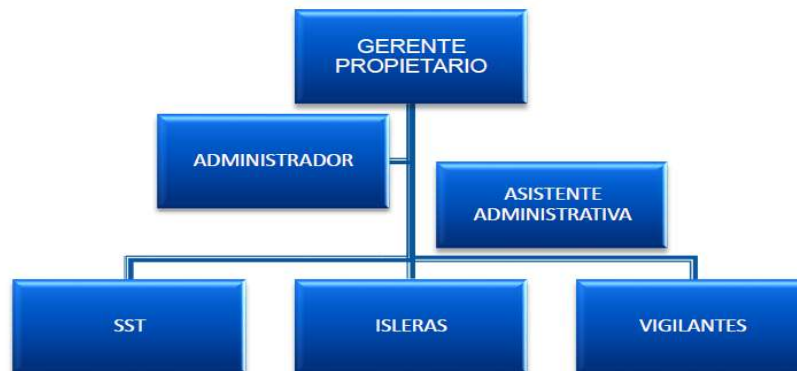 GERENTE
PROPIETARIO
ADMINISTRADOR
ASISTENTE
ADMINISTRATIVA
SST
ISLERAS
VIGILANTES